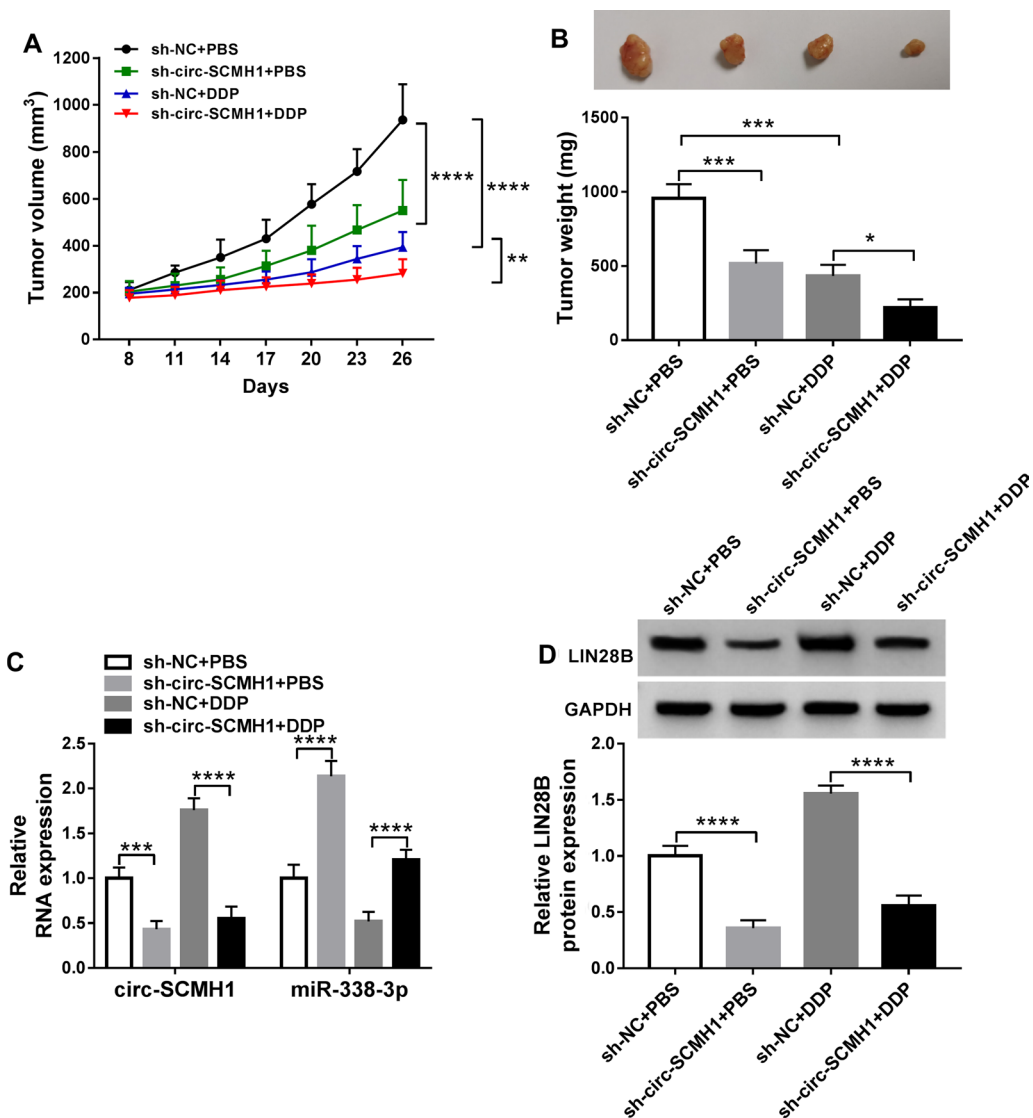 A
sh-NC+PBS
sh-circ-SCMH1+PBS
sh-NC+DDP
sh-circ-SCMH1+DDP
Tumor volume (mm³)
1200
1000
800
600
400
200
0
8 11 14 17 20 23 26
Days
****
****
**
B
Tumor weight (mg)
1500
1000
500
0
***
***
*
sh-NC+PBS
sh-circ-SCMH1+PBS
sh-NC+DDP
sh-circ-SCMH1+DDP
C
sh-NC+PBS
sh-circ-SCMH1+PBS
sh-NC+DDP
sh-circ-SCMH1+DDP
Relative
RNA expression
2.5
2.0
1.5
1.0
0.5
0.0
***
****
****
****
circ-SCMH1 miR-338-3p
D
sh-NC+PBS
sh-circ-SCMH1+PBS
sh-NC+DDP
sh-circ-SCMH1+DDP
LIN28B
GAPDH
Relative LIN28B
protein expression
2.0
1.5
1.0
0.5
0.0
****
****
sh-NC+PBS
sh-circ-SCMH1+PBS
sh-NC+DDP
sh-circ-SCMH1+DDP